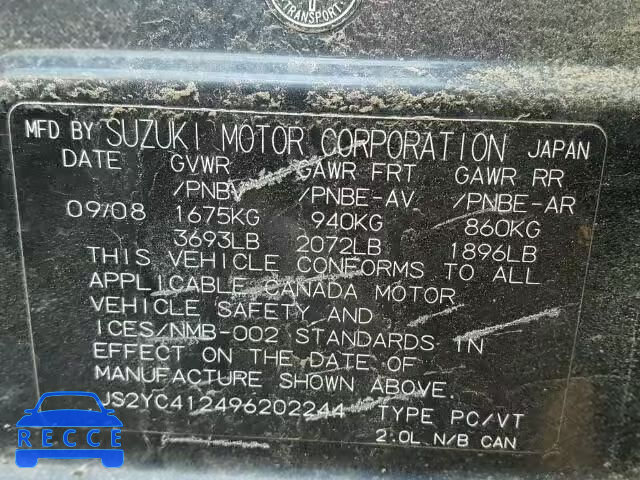 TRANSPORT
MFD BY SUZUKI MOTOR CORPORATION JAPAN
DATE GVWR GAWR FRT GAWR RR
/PNBV /PNBE-AV /PNBE-AR
09/08 1675KG 940KG 860KG
3693LB 2072LB 1896LB
THIS VEHICLE CONFORMS TO ALL
APPLICABLE CANADA MOTOR
VEHICLE SAFETY AND
ICES/NMB-002 STANDARDS IN
EFFECT ON THE DATE OF
MANUFACTURE SHOWN ABOVE.
JS2YC412496202244 TYPE PC/VT
2.0L N/B CAN
RECCE